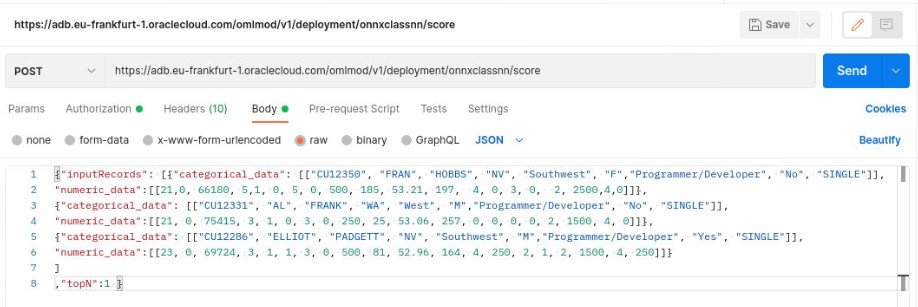 https://adb.eu-frankfurt-1.oraclecloud.com/omlmod/v1/deployment/onnxclassnn/score
Save
POST https://adb.eu-frankfurt-1.oraclecloud.com/omlmod/v1/deployment/onnxclassnn/score Send
Params Authorization Headers (10) Body Pre-request Script Tests Settings Cookies
none form-data x-www-form-urlencoded raw binary GraphQL JSON Beautify
1 {"inputRecords": [{"categorical_data": [["CU12350", "FRAN", "HOBBS", "NV", "Southwest", "F","Programmer/Developer", "No", "SINGLE"]],
2 "numeric_data":[[21,0, 66180, 5,1, 0, 5, 0, 500, 185, 53.21, 197, 4, 0, 3, 0, 2, 2500,4,0]]},
3 {"categorical_data": [["CU12331", "AL", "FRANK", "WA", "West", "M","Programmer/Developer", "No", "SINGLE"]],
4 "numeric_data":[[21, 0, 75415, 3, 1, 0, 3, 0, 250, 25, 53.06, 257, 0, 0, 0, 0, 2, 1500, 4, 0]]},
5 {"categorical_data": [["CU12286", "ELLIOT", "PADGETT", "NV", "Southwest", "M","Programmer/Developer", "Yes", "SINGLE"]],
6 "numeric_data":[[23, 0, 69724, 3, 1, 1, 3, 0, 500, 81, 52.96, 164, 4, 250, 2, 1, 2, 1500, 4, 250]]}
7 ]
8 ,"topN":1 }